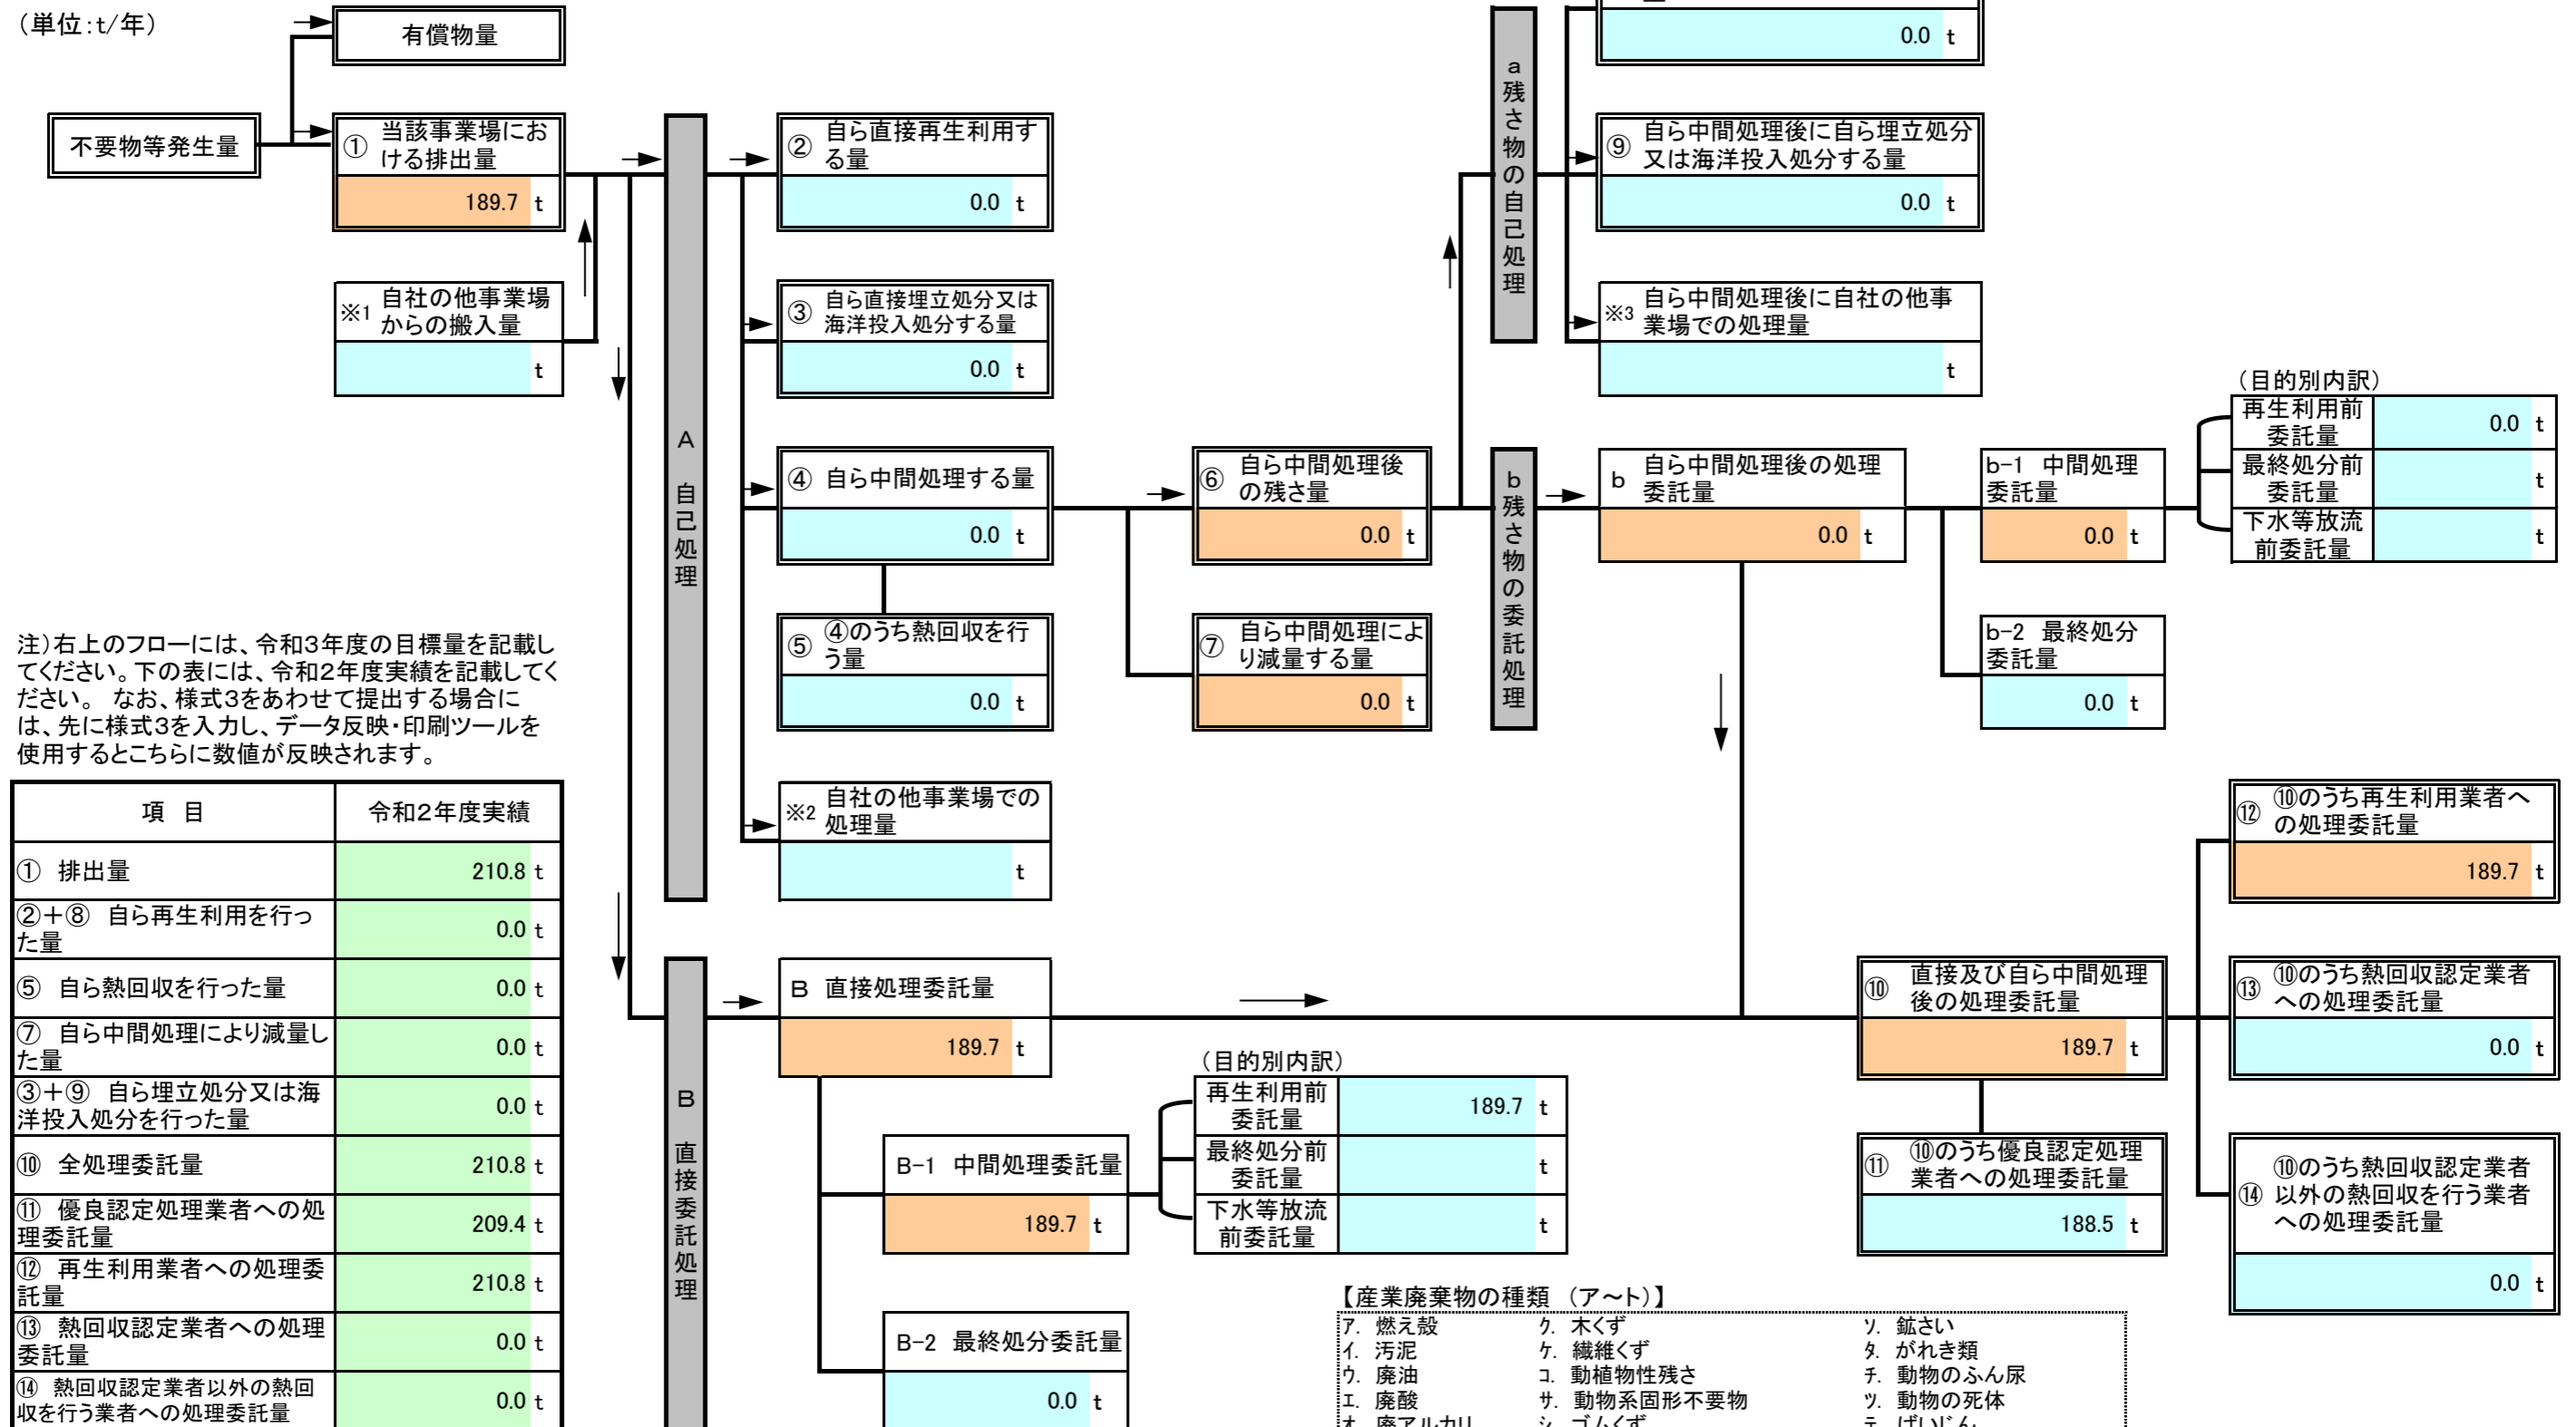 （単位：t/年）
有償物量
不要物等発生量
① 当該事業場にお
ける排出量
189.7 t
※1 自社の他事業場
からの搬入量
t
A 自己処理
② 自ら直接再生利用す
る量
0.0 t
③ 自ら直接埋立処分又は
海洋投入処分する量
0.0 t
④ 自ら中間処理する量
0.0 t
⑤ ④のうち熱回収を行
う量
0.0 t
※2 自社の他事業場での
処理量
t
⑥ 自ら中間処理後
の残さ量
0.0 t
⑦ 自ら中間処理によ
り減量する量
0.0 t
a 残さ物の自己処理
0.0 t
⑨ 自ら中間処理後に自ら埋立処分
又は海洋投入処分する量
0.0 t
※3 自ら中間処理後に自社の他事
業場での処理量
t
b 残さ物の委託処理
b 自ら中間処理後の処理
委託量
0.0 t
b-1 中間処理
委託量
0.0 t
b-2 最終処分
委託量
0.0 t
（目的別内訳）
再生利用前
委託量
0.0 t
最終処分前
委託量
t
下水等放流
前委託量
t
注）右上のフローには、令和3年度の目標量を記載し
てください。下の表には、令和2年度実績を記載してく
ださい。 なお、様式3をあわせて提出する場合に
は、先に様式3を入力し、データ反映・印刷ツールを
使用するとこちらに数値が反映されます。
項 目 令和2年度実績
① 排出量 210.8 t
②＋⑧ 自ら再生利用を行っ
た量 0.0 t
⑤ 自ら熱回収を行った量 0.0 t
⑦ 自ら中間処理により減量し
た量 0.0 t
③＋⑨ 自ら埋立処分又は海
洋投入処分を行った量 0.0 t
⑩ 全処理委託量 210.8 t
⑪ 優良認定処理業者への処
理委託量 209.4 t
⑫ 再生利用業者への処理委
託量 210.8 t
⑬ 熱回収認定業者への処理
委託量 0.0 t
⑭ 熱回収認定業者以外の熱回
収を行う業者への処理委託量 0.0 t
B 直接委託処理
B 直接処理委託量
189.7 t
B-1 中間処理委託量
189.7 t
B-2 最終処分委託量
0.0 t
（目的別内訳）
再生利用前
委託量
189.7 t
最終処分前
委託量
t
下水等放流
前委託量
t
⑩ 直接及び自ら中間処理
後の処理委託量
189.7 t
⑪ ⑩のうち優良認定処理
業者への処理委託量
188.5 t
⑫ ⑩のうち再生利用業者へ
の処理委託量
189.7 t
⑬ ⑩のうち熱回収認定業者
への処理委託量
0.0 t
⑭ ⑩のうち熱回収認定業者
以外の熱回収を行う業者
への処理委託量
0.0 t
【産業廃棄物の種類 （ア～ト）】
ｱ. 燃え殻 ｸ. 木くず ｿ. 鉱さい
ｲ. 汚泥 ｹ. 繊維くず ﾀ. がれき類
ｳ. 廃油 ｺ. 動植物性残さ ﾁ. 動物のふん尿
ｴ. 廃酸 ｻ. 動物系固形不要物 ﾂ. 動物の死体
ｵ. 廃アルカリ ｼ. ゴムくず ﾃ. ばいじん